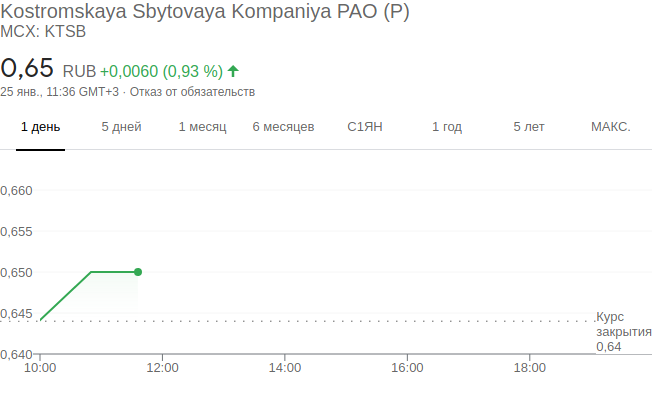 Kostromskaya Sbytovaya Kompaniya PAO (P)
MCX: KTSB
0,65 RUB +0,0060 (0,93 %)
25 янв., 11:36 GMT+3 · Отказ от обязательств
1 день 5 дней 1 месяц 6 месяцев С1ЯН 1 год 5 лет МАКС.
0,660
0,655
0,650
0,645
Курс
закрытия
0,64
0,640
10:00 12:00 14:00 16:00 18:00